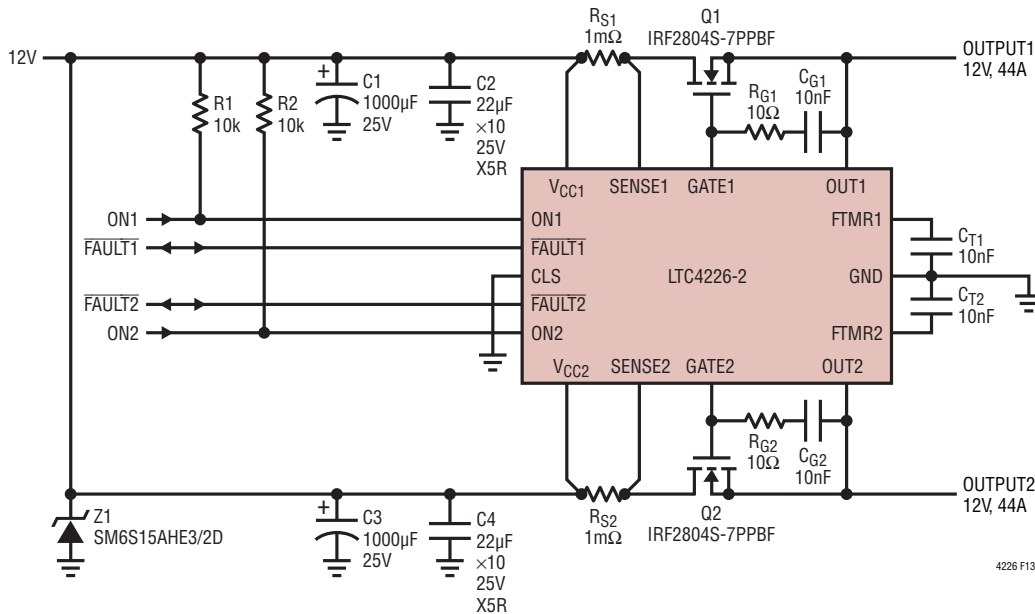 RS1
1mΩ
Q1
IRF2804S-7PPBF
12V
OUTPUT1
12V, 44A
R1
10k
R2
10k
+
C1
1000µF
25V
C2
22µF
×10
25V
X5R
RG1
10Ω
CG1
10nF
VCC1
SENSE1
GATE1
OUT1
ON1
ON1
FTMR1
FAULT1
FAULT1
CT1
10nF
CLS
LTC4226-2
GND
FAULT2
FAULT2
CT2
10nF
ON2
ON2
FTMR2
VCC2
SENSE2
GATE2
OUT2
RG2
10Ω
CG2
10nF
Z1
SM6S15AHE3/2D
+
C3
1000µF
25V
C4
22µF
×10
25V
X5R
RS2
1mΩ
Q2
IRF2804S-7PPBF
OUTPUT2
12V, 44A
4226 F13